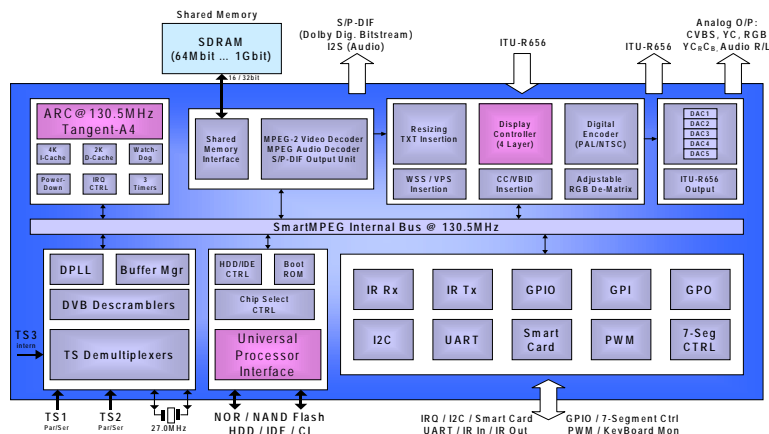 Shared Memory
SDRAM
(64Mbit ... 1Gbit)
16 / 32bit
S/P-DIF
(Dolby Dig. Bitstream)
I2S (Audio)
ITU-R656
ITU-R656
Analog O/P:
CVBS, YC, RGB
YCRCB, Audio R/L
ARC@130.5MHz
Tangent-A4
4K
I-Cache
2K
D-Cache
Watch-
Dog
Power-
Down
IRQ
CTRL
3
Timers
Shared
Memory
Interface
MPEG-2 Video Decoder
MPEG Audio Decoder
S/P-DIF Output Unit
Resizing
TXT Insertion
Display
Controller
(4 Layer)
Digital
Encoder
(PAL/NTSC)
WSS / VPS
Insertion
CC/VBID
Insertion
Adjustable
RGB De-Matrix
DAC1
DAC2
DAC3
DAC4
DAC5
ITU-R656
Output
SmartMPEG Internal Bus @ 130.5MHz
DPLL
Buffer Mgr
DVB Descramblers
TS Demultiplexers
TS3
intern
HDD/IDE
CTRL
Boot
ROM
Chip Select
CTRL
Universal
Processor
Interface
IR Rx
IR Tx
GPIO
GPI
GPO
I2C
UART
Smart
Card
PWM
7-Seg
CTRL
TS1
Par/Ser
TS2
Par/Ser
27.0MHz
NOR / NAND Flash
HDD / IDE / CI
IRQ / I2C / Smart Card
UART / IR In / IR Out
GPIO / 7-Segment Ctrl
PWM / KeyBoard Mon